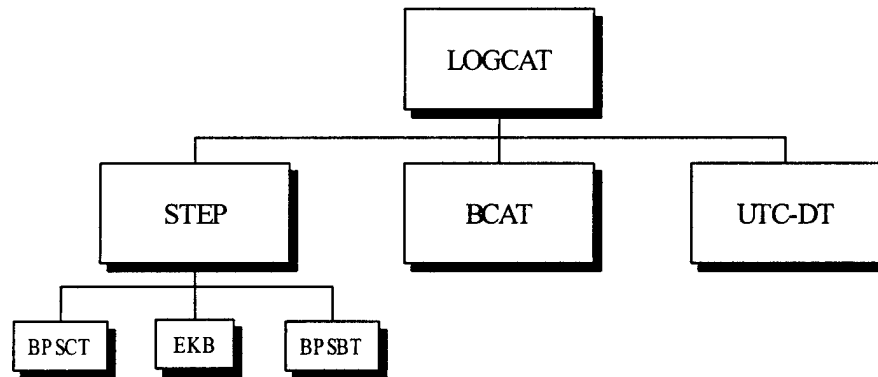 LOGCAT
STEP
BCAT
UTC-DT
BPSCT
EKB
BPSBT